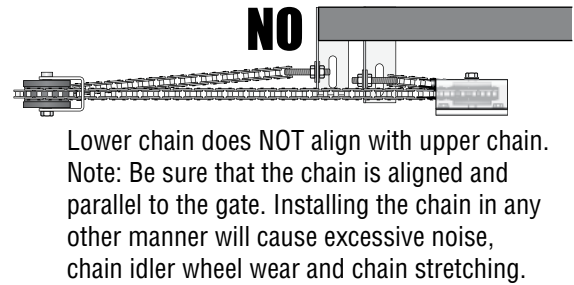 NO
Lower chain does NOT align with upper chain.
Note: Be sure that the chain is aligned and
parallel to the gate. Installing the chain in any
other manner will cause excessive noise,
chain idler wheel wear and chain stretching.